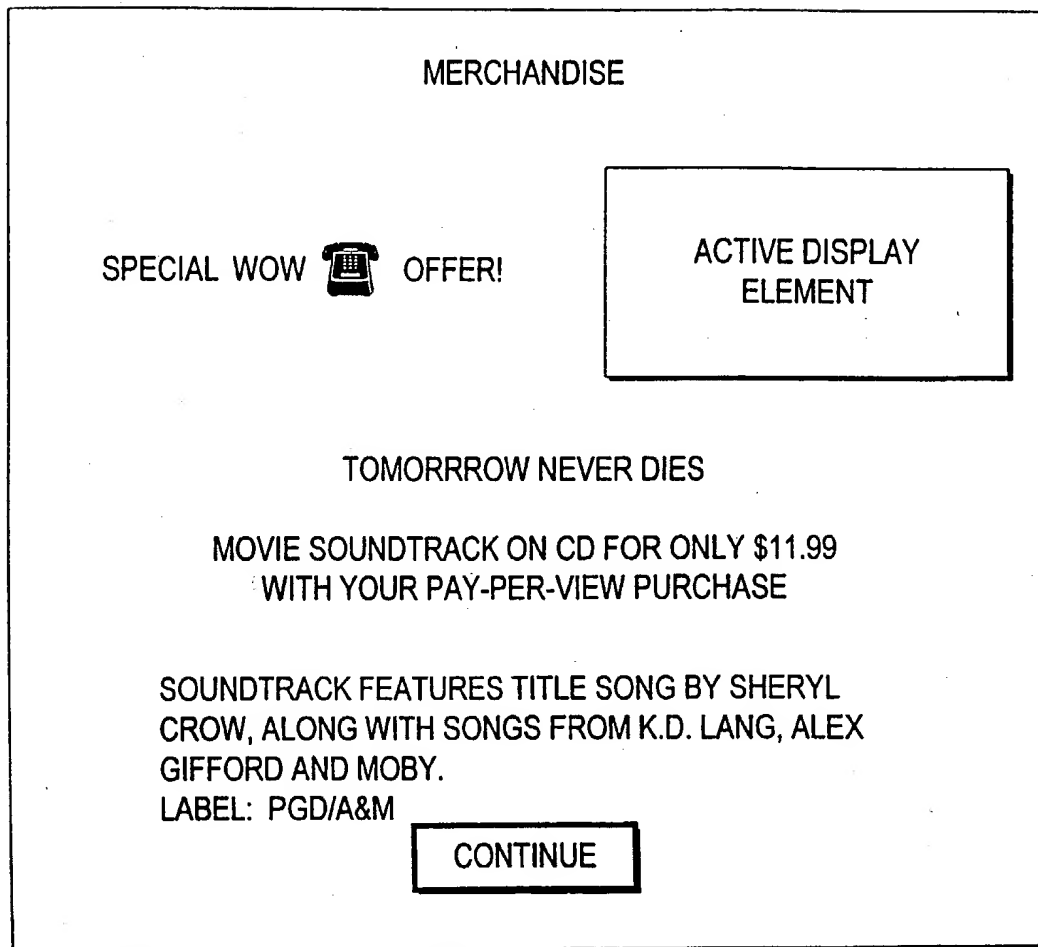 MERCHANDISE
SPECIAL WOW OFFER!
ACTIVE DISPLAY
ELEMENT
TOMORRROW NEVER DIES
MOVIE SOUNDTRACK ON CD FOR ONLY $11.99
WITH YOUR PAY-PER-VIEW PURCHASE
SOUNDTRACK FEATURES TITLE SONG BY SHERYL
CROW, ALONG WITH SONGS FROM K.D. LANG, ALEX
GIFFORD AND MOBY.
LABEL: PGD/A&M
CONTINUE